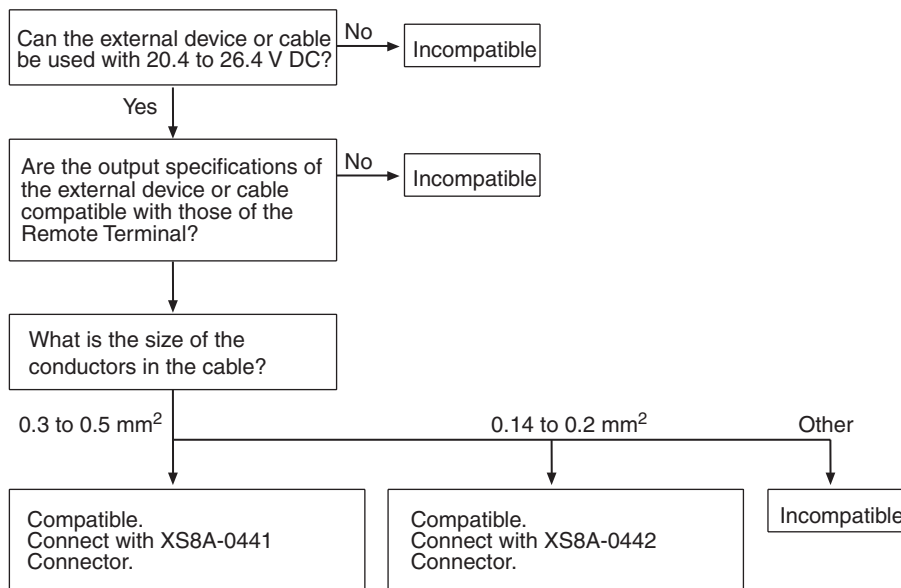 Can the external device or cable
be used with 20.4 to 26.4 V DC?
No
Incompatible
Yes
Are the output specifications of
the external device or cable
compatible with those of the
Remote Terminal?
No
Incompatible
What is the size of the
conductors in the cable?
0.3 to 0.5 mm²
0.14 to 0.2 mm²
Other
Compatible.
Connect with XS8A-0441
Connector.
Compatible.
Connect with XS8A-0442
Connector.
Incompatible